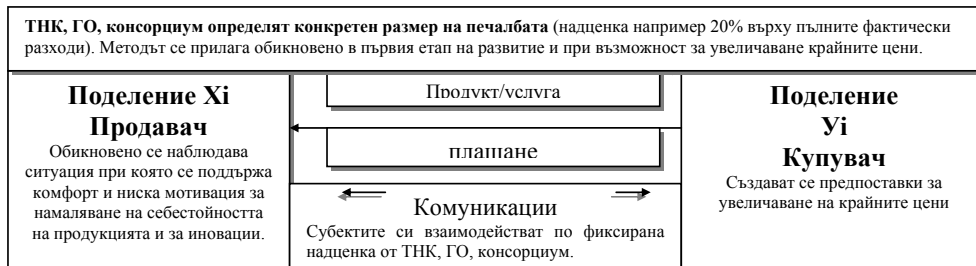 ТНК, ГО, консорциум определят конкретен размер на печалбата (надценка например 20% върху пълните фактически
разходи). Методът се прилага обикновено в първия етап на развитие и при възможност за увеличаване крайните цени.
Поделение Xi
Продавач
Обикновено се наблюдава
ситуация при която се поддържа
комфорт и ниска мотивация за
намаляване на себестойността
на продукцията и за иновации.
Продукт/услуга
плащане
Комуникации
Субектите си взаимодействат по фиксирана
надценка от ТНК, ГО, консорциум.
Поделение
Уi
Купувач
Създават се предпоставки за
увеличаване на крайните цени